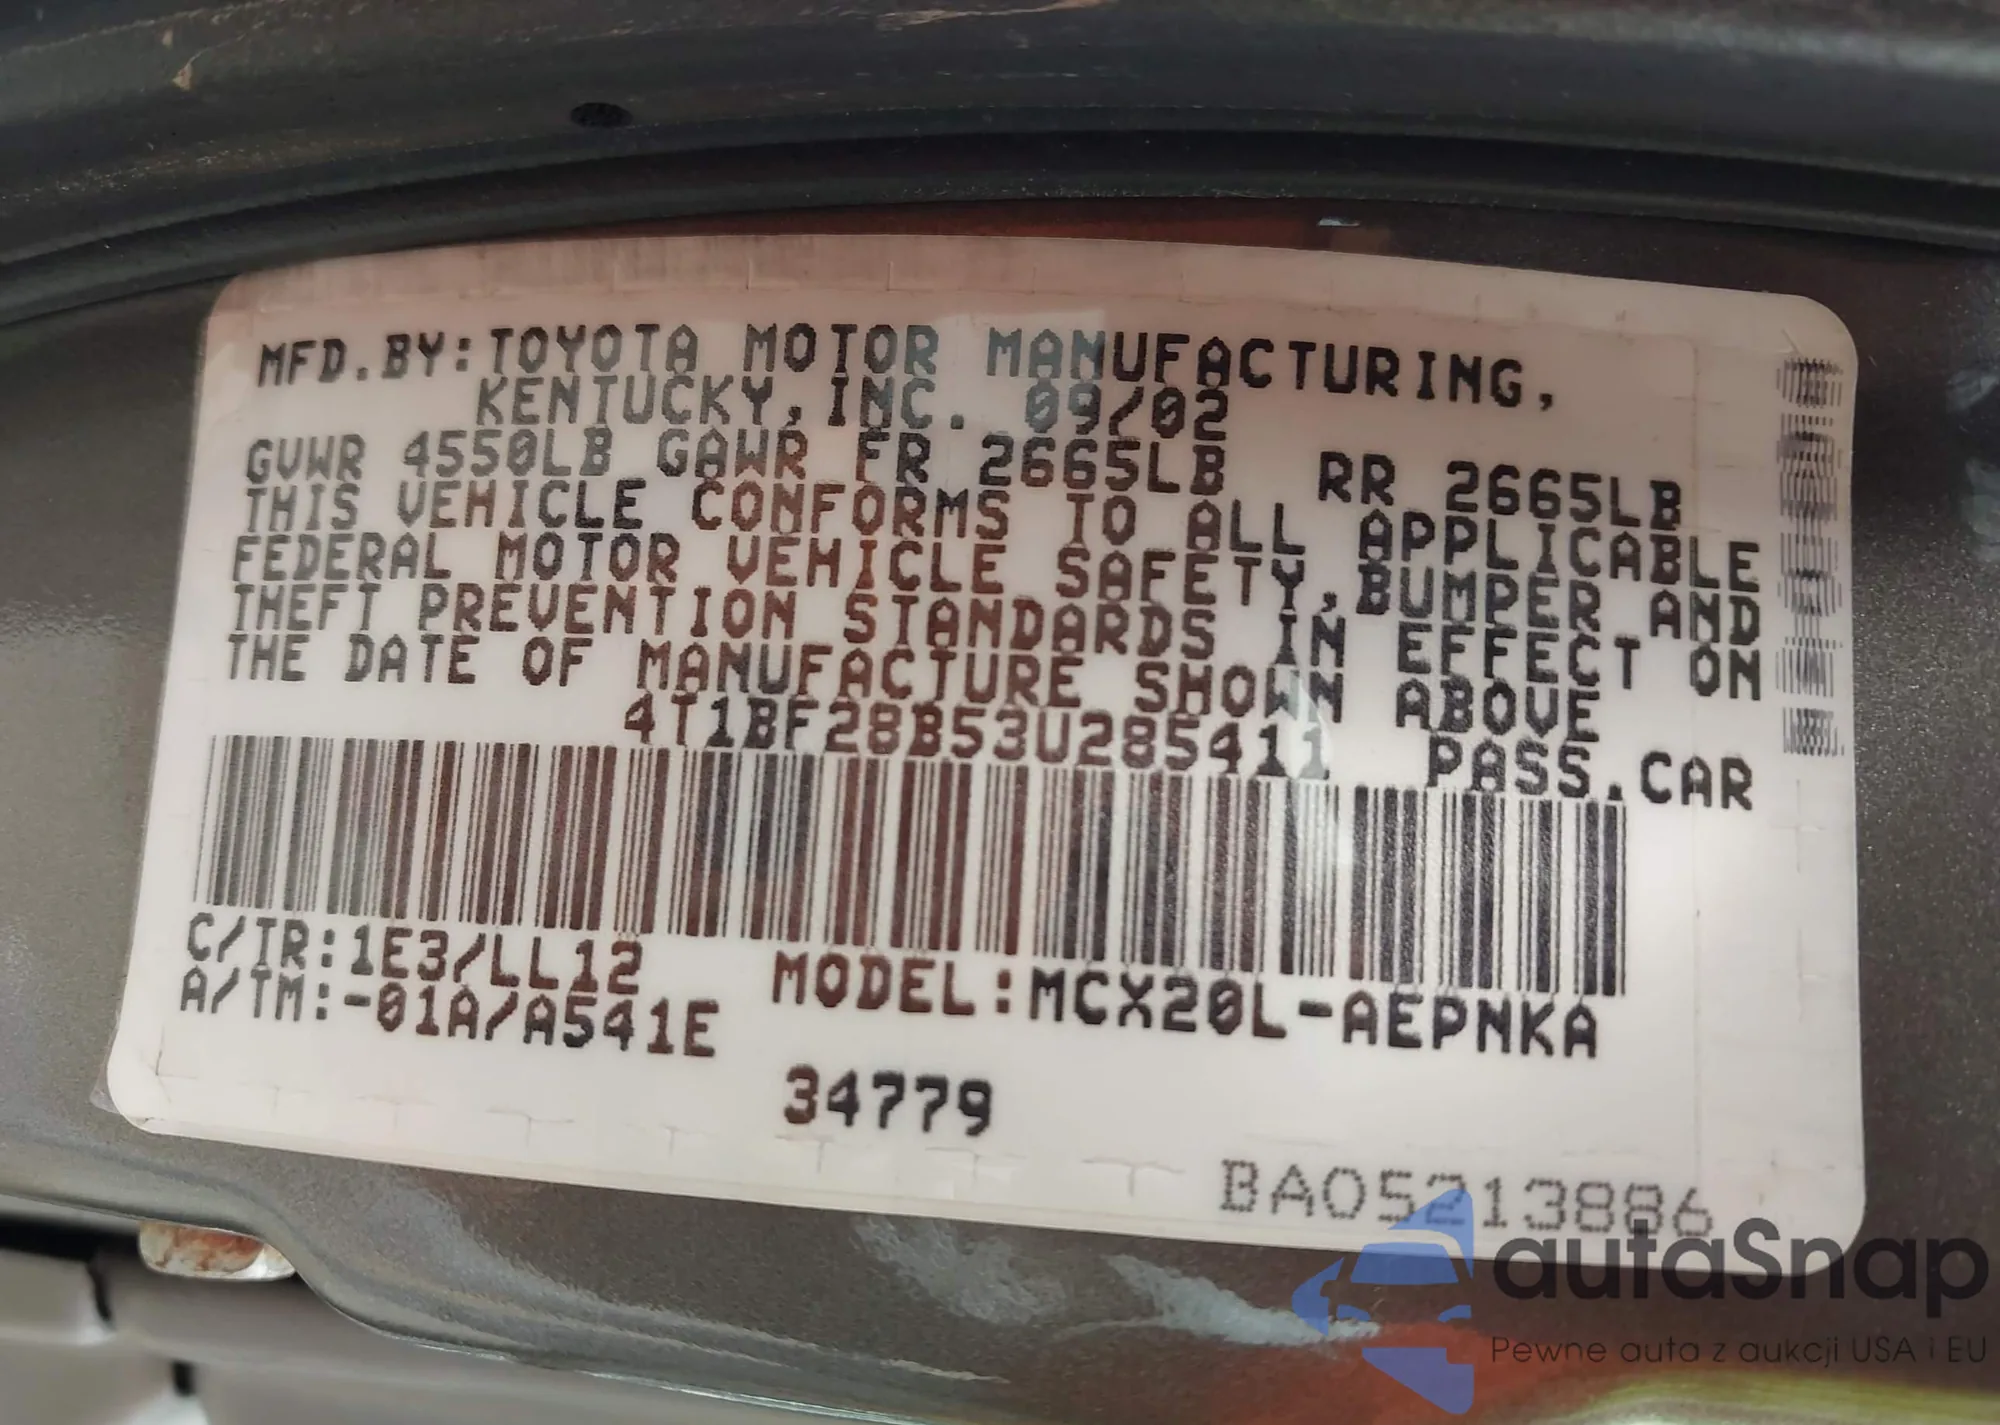 MFD.BY:TOYOTA MOTOR MANUFACTURING,
KENTUCKY,INC. 09/02
GVWR 4550LB GAWR FR 2665LB RR 2665LB
THIS VEHICLE CONFORMS TO ALL APPLICABLE
FEDERAL MOTOR VEHICLE SAFETY,BUMPER AND
THEFT PREVENTION STANDARDS IN EFFECT ON
THE DATE OF MANUFACTURE SHOWN ABOVE
4T1BF28B53U285411 PASS.CAR
C/TR:1E3/LL12
A/TM:-01A/A541E
MODEL:MCX20L-AEPNKA
34779
BA05213886
autaSnap
Pewne auta z aukcji USA i EU